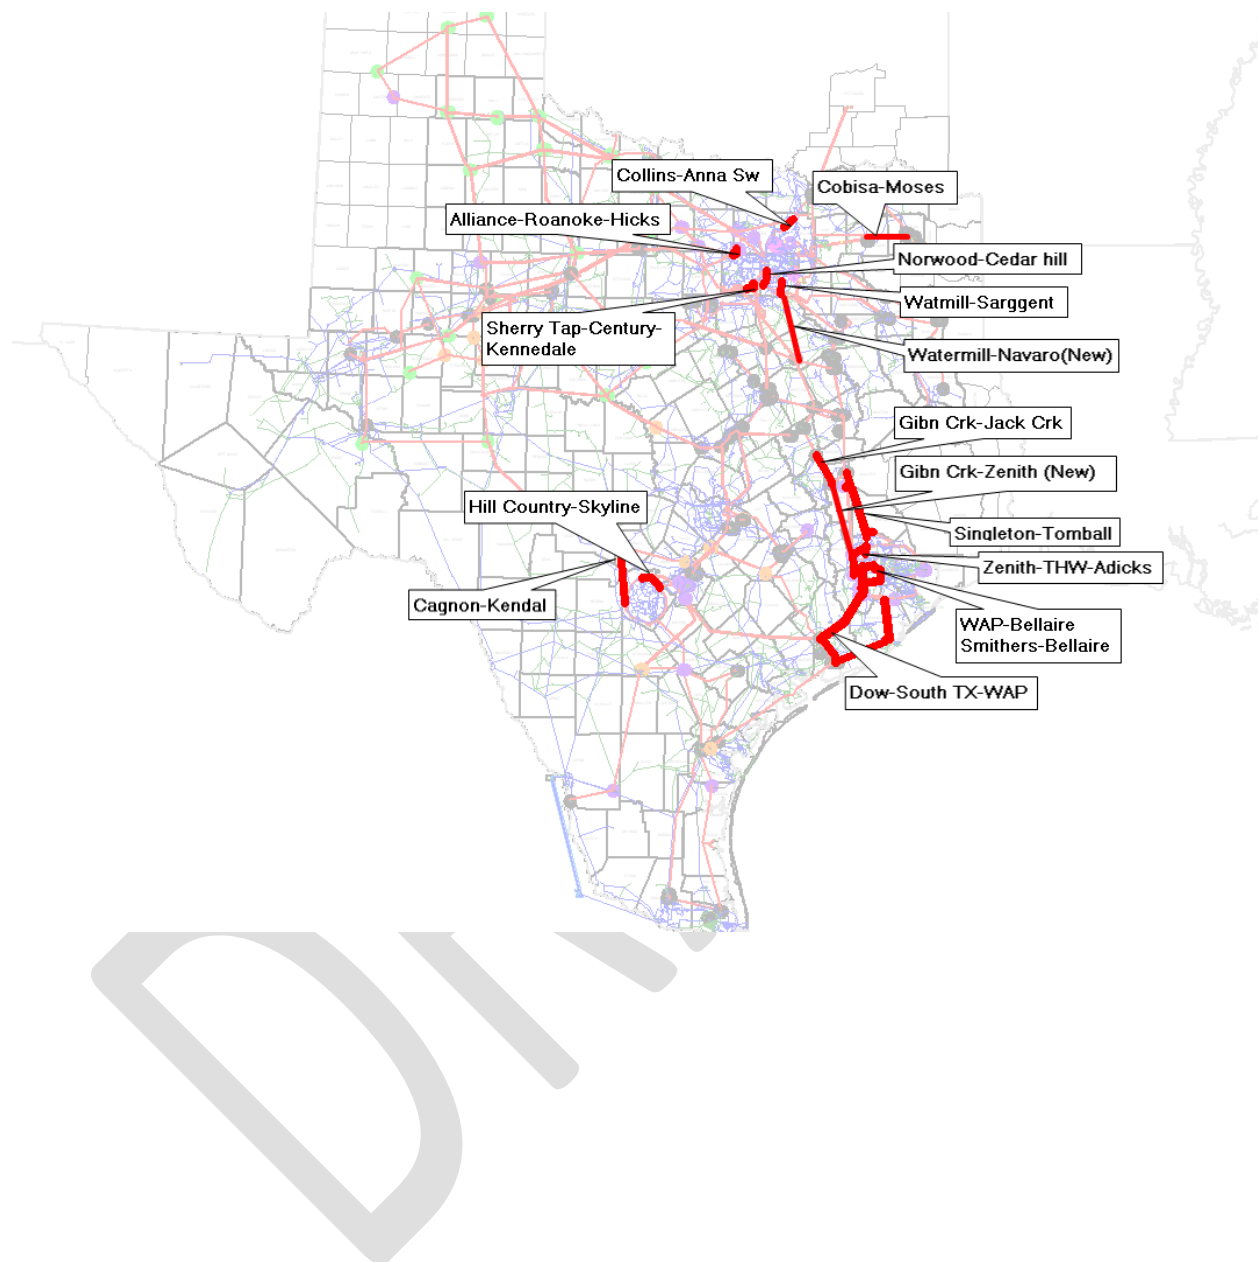 Collins-Anna Sw
Cobisa-Moses
Alliance-Roanoke-Hicks
Norwood-Cedar hill
Watmill-Sarggent
Sherry Tap-Century-
Kennedale
Watermill-Navaro(New)
Gibn Crk-Jack Crk
Gibn Crk-Zenith (New)
Hill Country-Skyline
Singleton-Tomball
Zenith-THW-Adicks
Cagnon-Kendal
WAP-Bellaire
Smithers-Bellaire
Dow-South TX-WAP